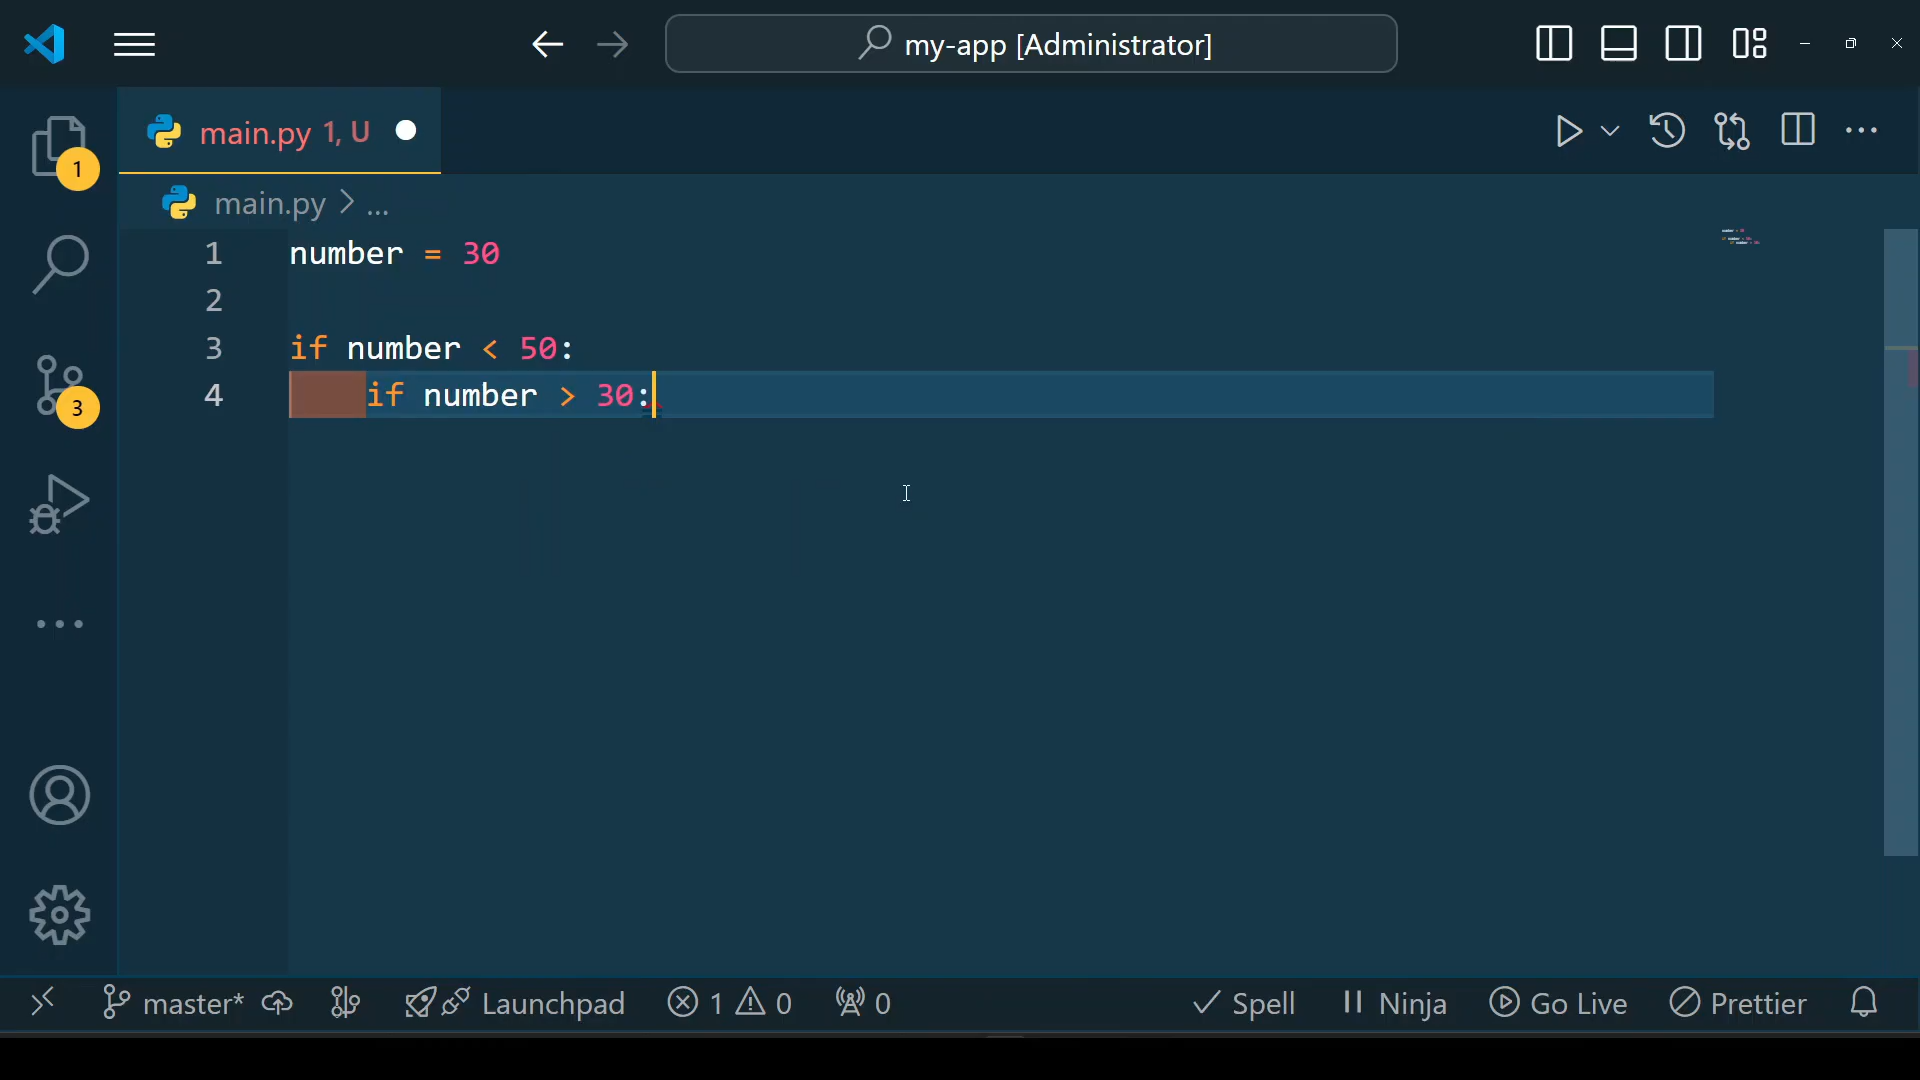 my-app [Administrator]
main.py 1, U
main.py > ...
1
1 number = 30
2
3 if number < 50:
4 if number > 30:
3
master*
Launchpad
1 0
0
Spell
Ninja
Go Live
Prettier